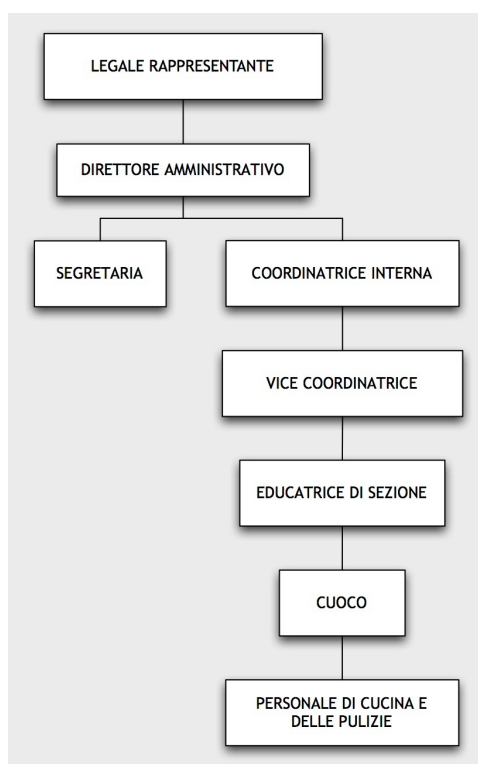 LEGALE RAPPRESENTANTE
DIRETTORE AMMINISTRATIVO
SEGRETARIA
COORDINATRICE INTERNA
VICE COORDINATRICE
EDUCATRICE DI SEZIONE
CUOCO
PERSONALE DI CUCINA E
DELLE PULIZIE